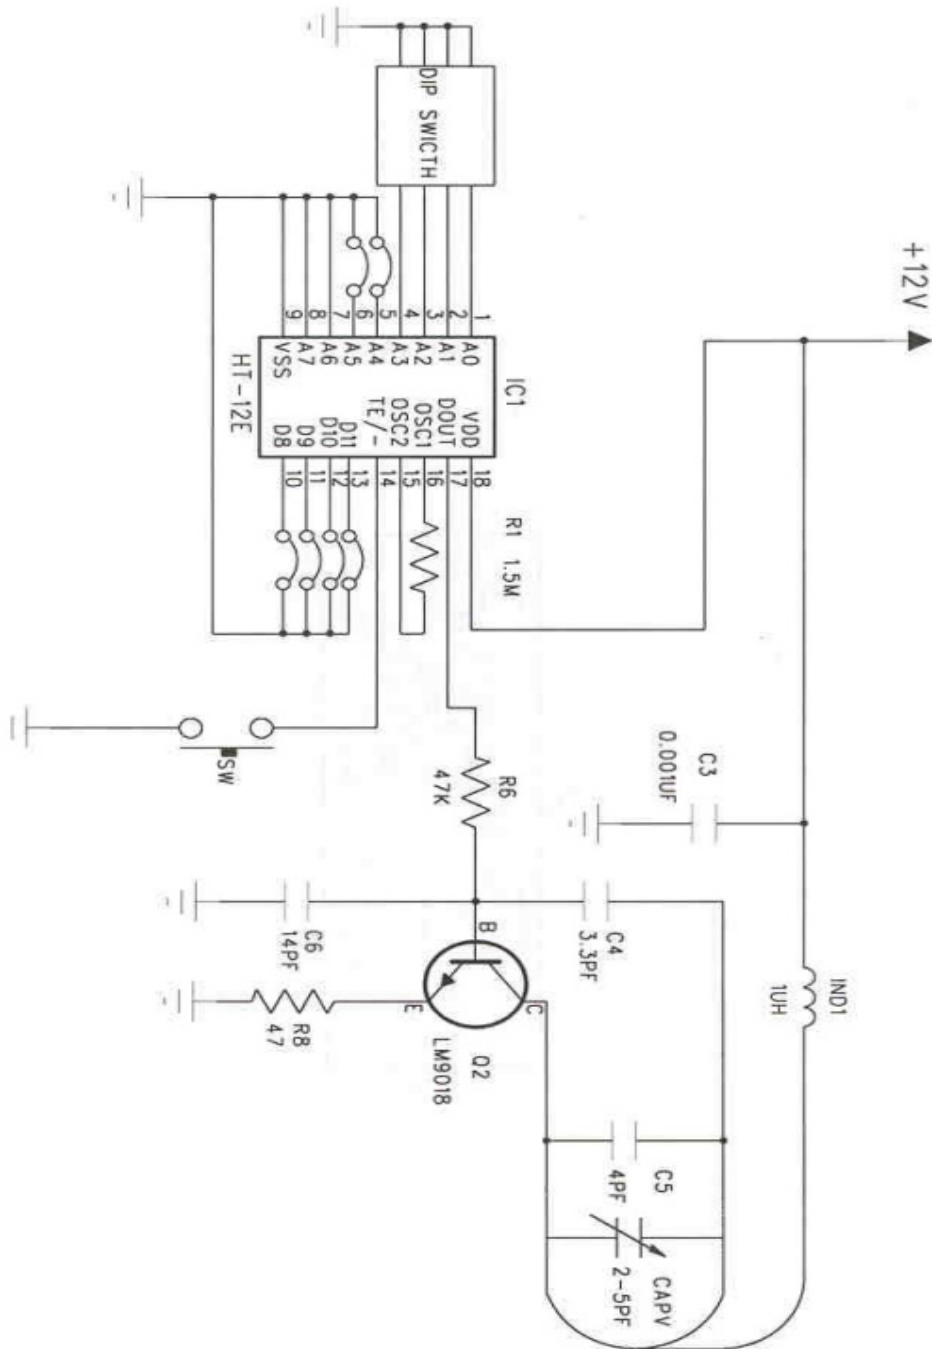 +12V
DIP SWICTH
IC1
HT-12E
1
2
3
4
5
6
7
8
9
A0
A1
A2
A3
A4
A5
A6
A7
VSS
VDD
DOUT
OSC1
OSC2
TE/-
D11
D10
D9
D8
18
17
16
15
14
13
12
11
10
R1 1.5M
SW
R6
47K
C3
0.001UF
C4
3.3PF
C6
14PF
B
C
E
Q2
LM9018
R8
47
IND1
1UH
C5
4PF
CAPV
2-5PF